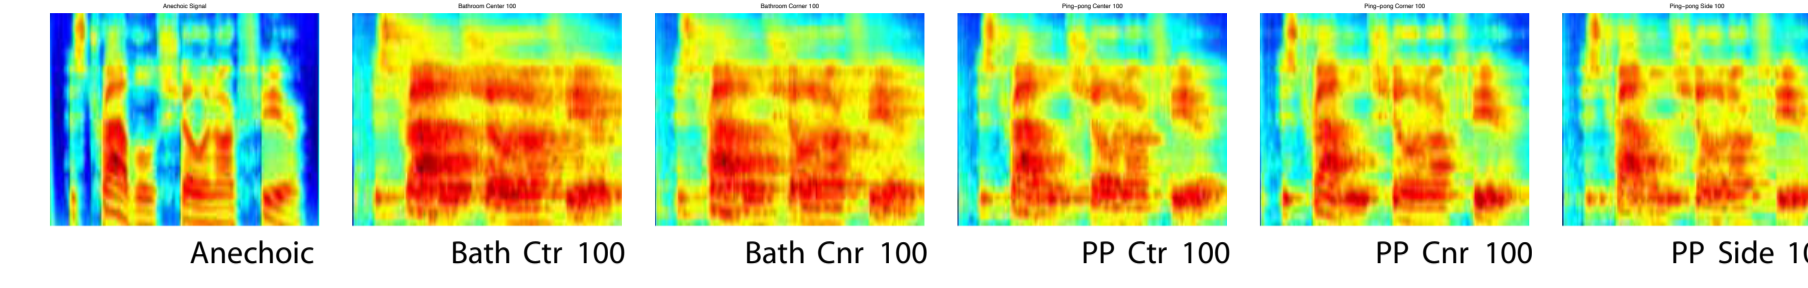 Anechoic Signal
Bathroom Center 100
Bathroom Corner 100
Ping-pong Center 100
Ping-pong Corner 100
Ping-pong Side 100
Anechoic
Bath Ctr 100
Bath Cnr 100
PP Ctr 100
PP Cnr 100
PP Side 10